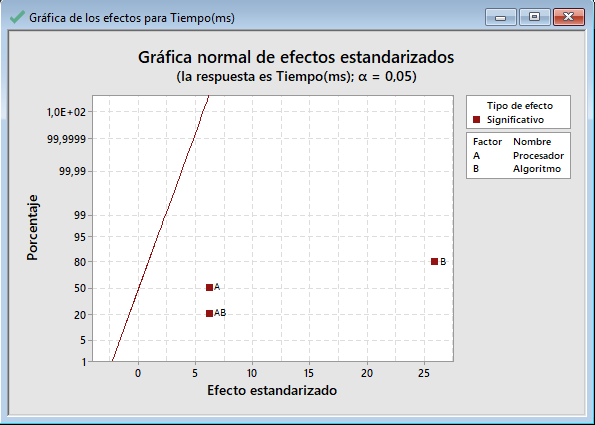 Gráfica de los efectos para Tiempo(ms)
Gráfica normal de efectos estandarizados
(la respuesta es Tiempo(ms); α = 0,05)
Tipo de efecto
Significativo
Factor Nombre
A Procesador
B Algoritmo
Porcentaje
1,0E+02
99,9999
99,99
99
95
80
50
20
5
1
B
A
AB
0 5 10 15 20 25
Efecto estandarizado